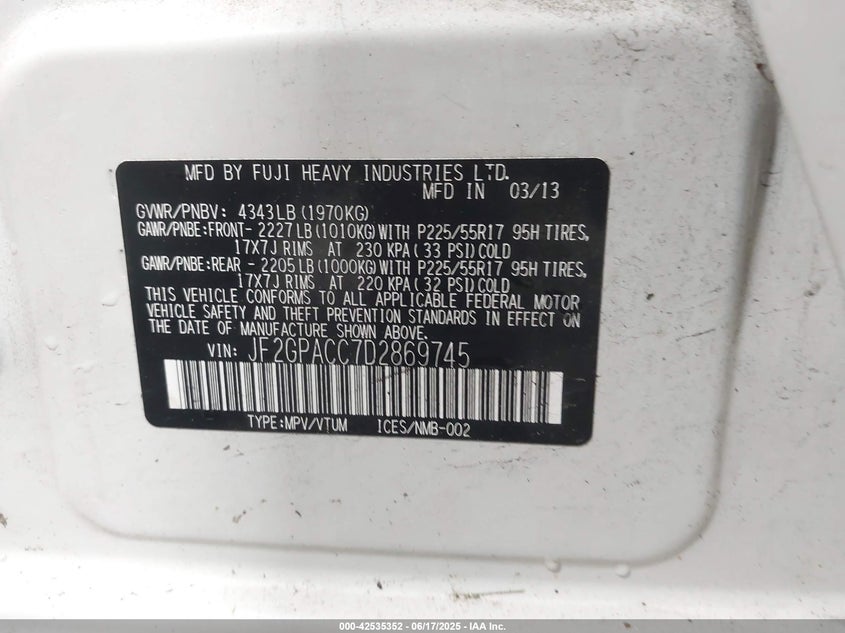 MFD BY FUJI HEAVY INDUSTRIES LTD.
MFD IN 03/13
GVWR/PNBV: 4343LB (1970KG)
GAWR/PNBE:FRONT- 2227LB (1010KG) WITH P225/55R17 95H TIRES,
17X7J RIMS AT 230 KPA ( 33 PSI) COLD
GAWR/PNBE:REAR - 2205LB (1000KG) WITH P225/55R17 95H TIRES,
17X7J RIMS AT 220 KPA ( 32 PSI) COLD
THIS VEHICLE CONFORMS TO ALL APPLICABLE FEDERAL MOTOR
VEHICLE SAFETY AND THEFT PREVENTION STANDARDS IN EFFECT ON
THE DATE OF MANUFACTURE SHOWN ABOVE.
VIN: JF2GPACC7D2869745
TYPE:MPV/VTUM ICES/NMB-002
000-42535352 - 06/17/2025 - IAA Inc.